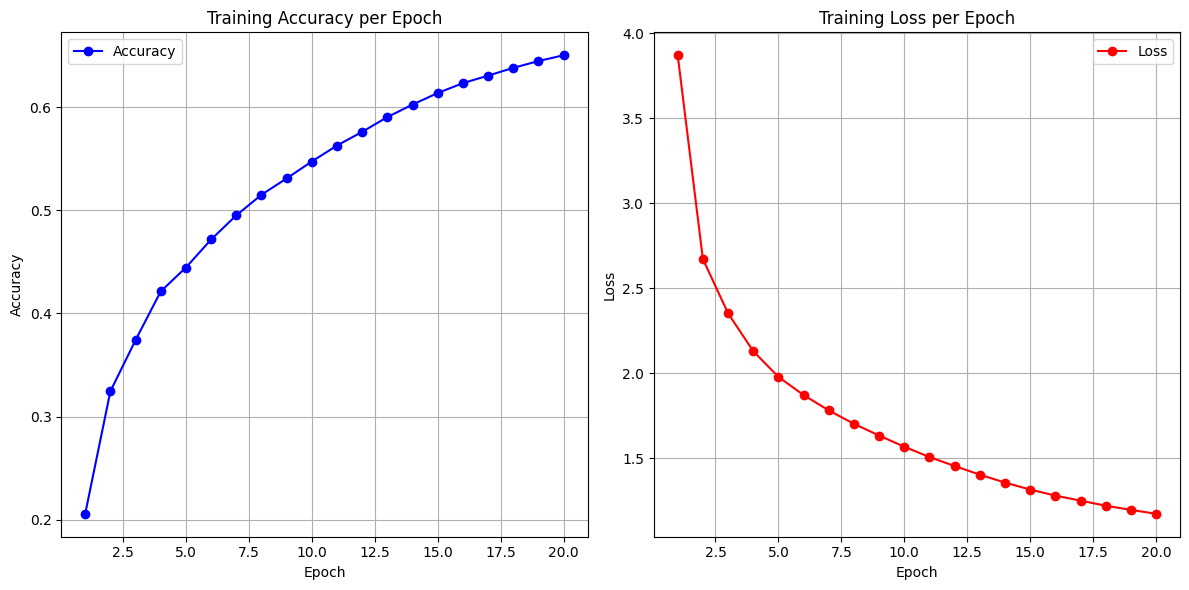 Training Accuracy per Epoch
Accuracy
0.6
0.5
0.4
0.3
0.2
Accuracy
2.5 5.0 7.5 10.0 12.5 15.0 17.5 20.0
Epoch
Training Loss per Epoch
Loss
4.0
3.5
3.0
2.5
2.0
1.5
Loss
2.5 5.0 7.5 10.0 12.5 15.0 17.5 20.0
Epoch